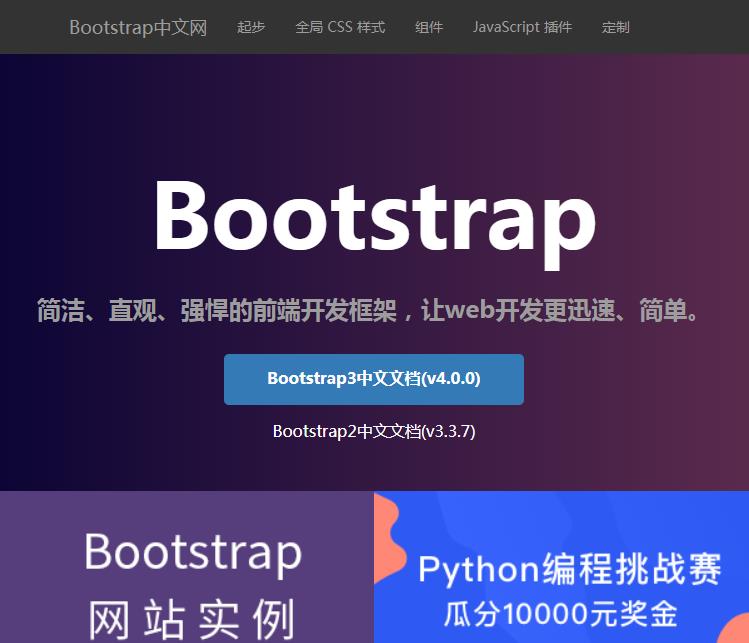 Bootstrap中文网 起步 全局 CSS 样式 组件 JavaScript 插件 定制
Bootstrap
简洁、直观、强悍的前端开发框架，让web开发更迅速、简单。
Bootstrap3中文文档(v4.0.0)
Bootstrap2中文文档(v3.3.7)
Bootstrap
网站实例
Python编程挑战赛
瓜分10000元奖金